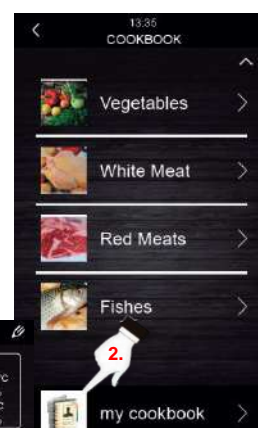 13:35
COOKBOOK
Vegetables
White Meat
Red Meats
Fishes
2.
my cookbook